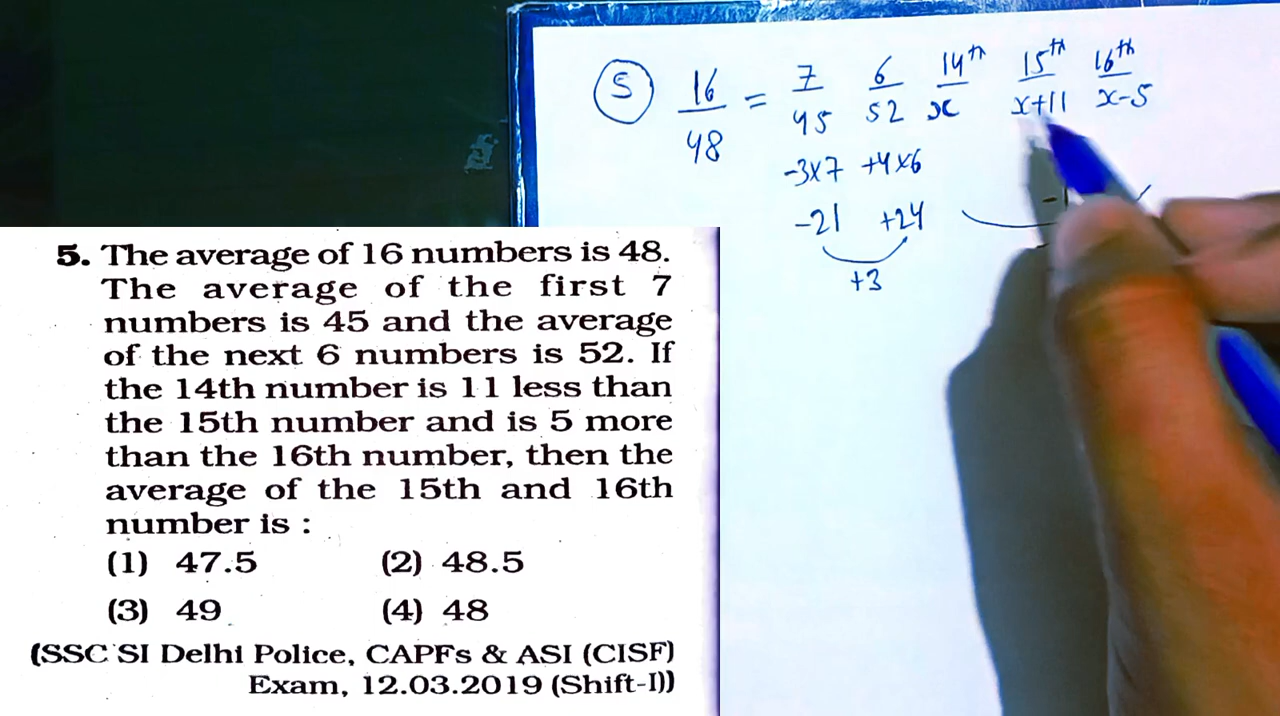 5 16/48 = 7/45 6/52 14th/x 15th/x+11 16th/x-5
-3x7 +4x6
-21 +24
+3
5. The average of 16 numbers is 48.
The average of the first 7
numbers is 45 and the average
of the next 6 numbers is 52. If
the 14th number is 11 less than
the 15th number and is 5 more
than the 16th number, then the
average of the 15th and 16th
number is :
(1) 47.5 (2) 48.5
(3) 49 (4) 48
(SSC SI Delhi Police, CAPFs & ASI (CISF)
Exam, 12.03.2019 (Shift-I))